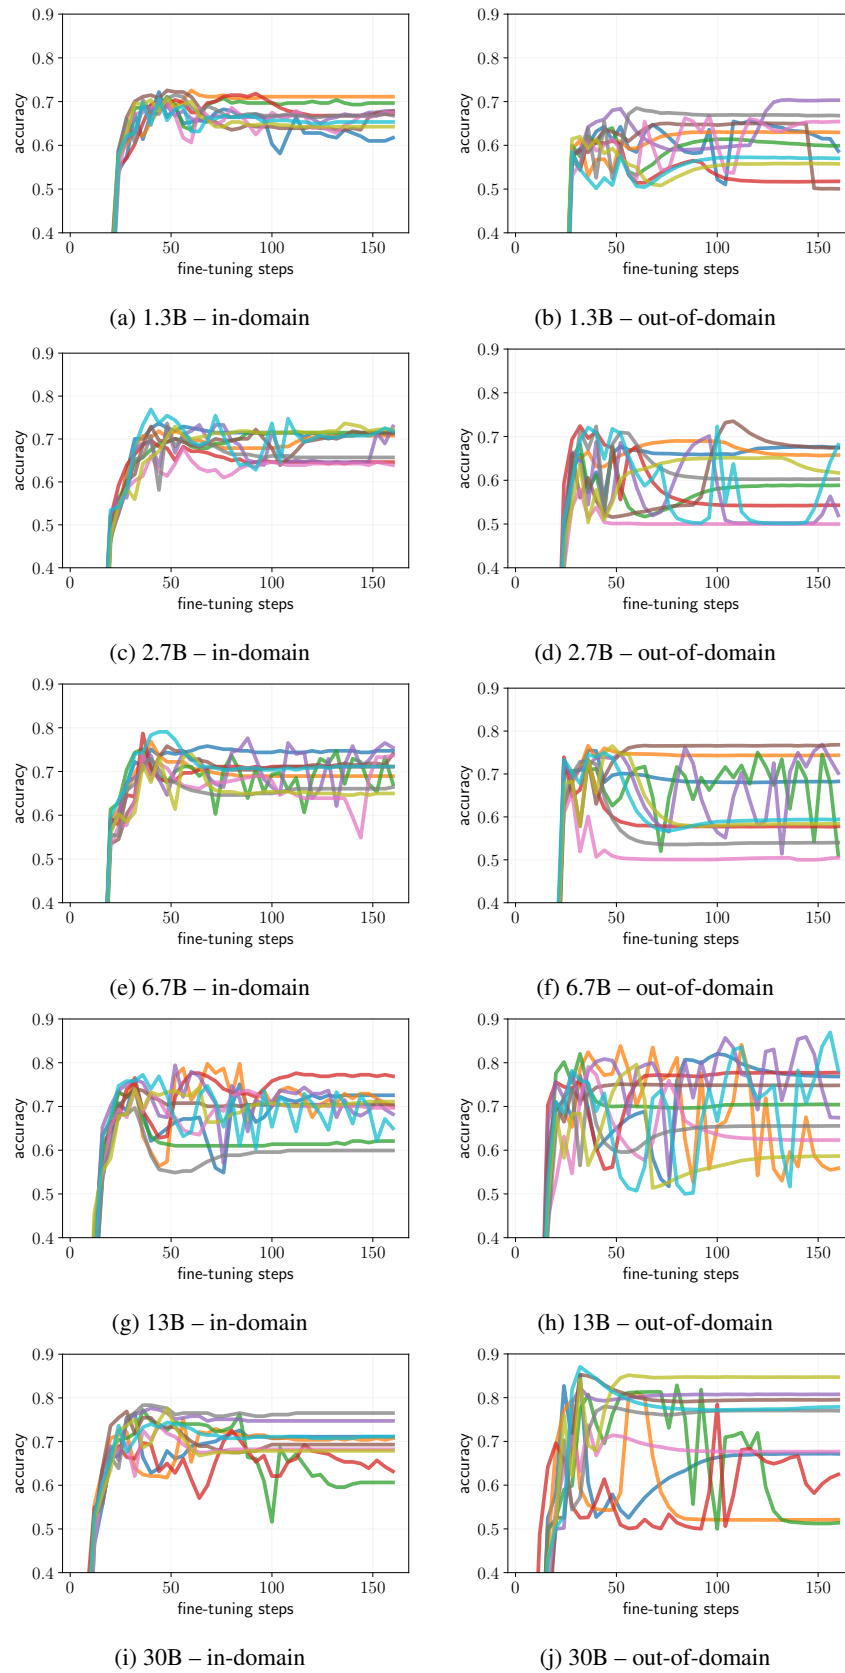 0.9
0.8
0.7
0.6
0.5
0.4
accuracy
0 50 100 150
fine-tuning steps
(a) 1.3B – in-domain
0.9
0.8
0.7
0.6
0.5
0.4
accuracy
0 50 100 150
fine-tuning steps
(b) 1.3B – out-of-domain
0.9
0.8
0.7
0.6
0.5
0.4
accuracy
0 50 100 150
fine-tuning steps
(c) 2.7B – in-domain
0.9
0.8
0.7
0.6
0.5
0.4
accuracy
0 50 100 150
fine-tuning steps
(d) 2.7B – out-of-domain
0.9
0.8
0.7
0.6
0.5
0.4
accuracy
0 50 100 150
fine-tuning steps
(e) 6.7B – in-domain
0.9
0.8
0.7
0.6
0.5
0.4
accuracy
0 50 100 150
fine-tuning steps
(f) 6.7B – out-of-domain
0.9
0.8
0.7
0.6
0.5
0.4
accuracy
0 50 100 150
fine-tuning steps
(g) 13B – in-domain
0.9
0.8
0.7
0.6
0.5
0.4
accuracy
0 50 100 150
fine-tuning steps
(h) 13B – out-of-domain
0.9
0.8
0.7
0.6
0.5
0.4
accuracy
0 50 100 150
fine-tuning steps
(i) 30B – in-domain
0.9
0.8
0.7
0.6
0.5
0.4
accuracy
0 50 100 150
fine-tuning steps
(j) 30B – out-of-domain